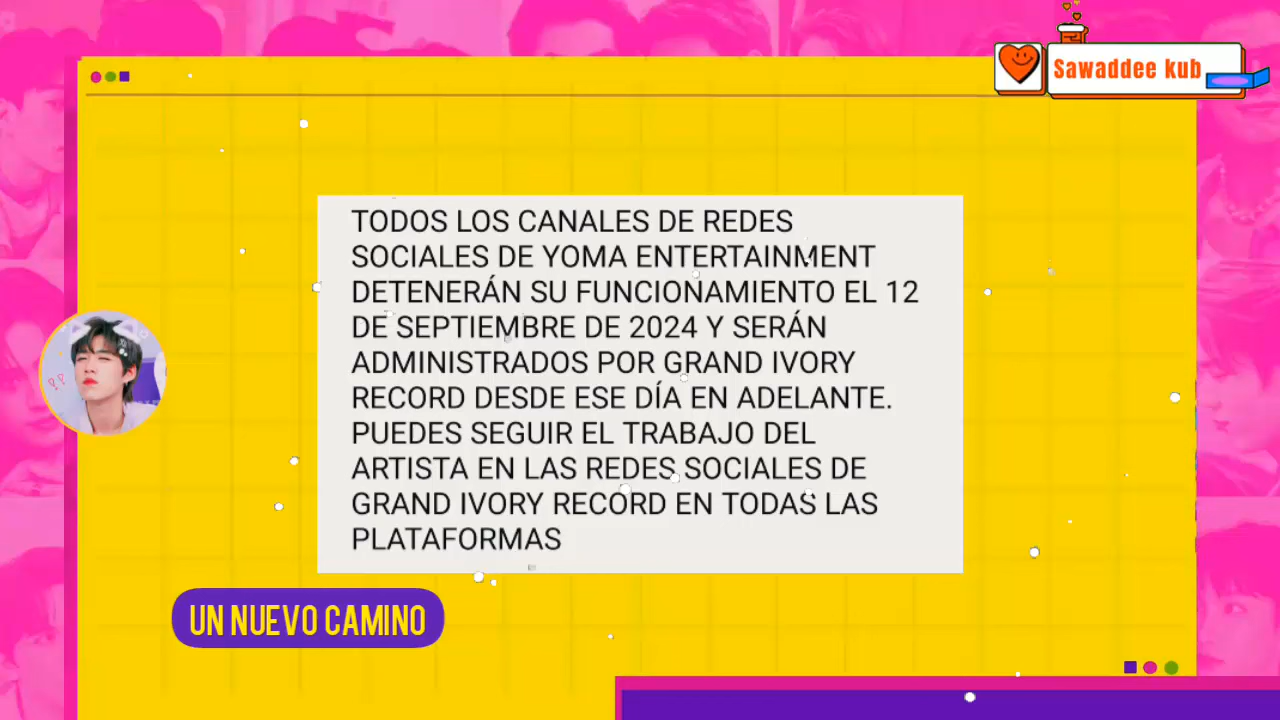 Sawaddee kub
TODOS LOS CANALES DE REDES
SOCIALES DE YOMA ENTERTAINMENT
DETENERÁN SU FUNCIONAMIENTO EL 12
DE SEPTIEMBRE DE 2024 Y SERÁN
ADMINISTRADOS POR GRAND IVORY
RECORD DESDE ESE DÍA EN ADELANTE.
PUEDES SEGUIR EL TRABAJO DEL
ARTISTA EN LAS REDES SOCIALES DE
GRAND IVORY RECORD EN TODAS LAS
PLATAFORMAS
UN NUEVO CAMINO